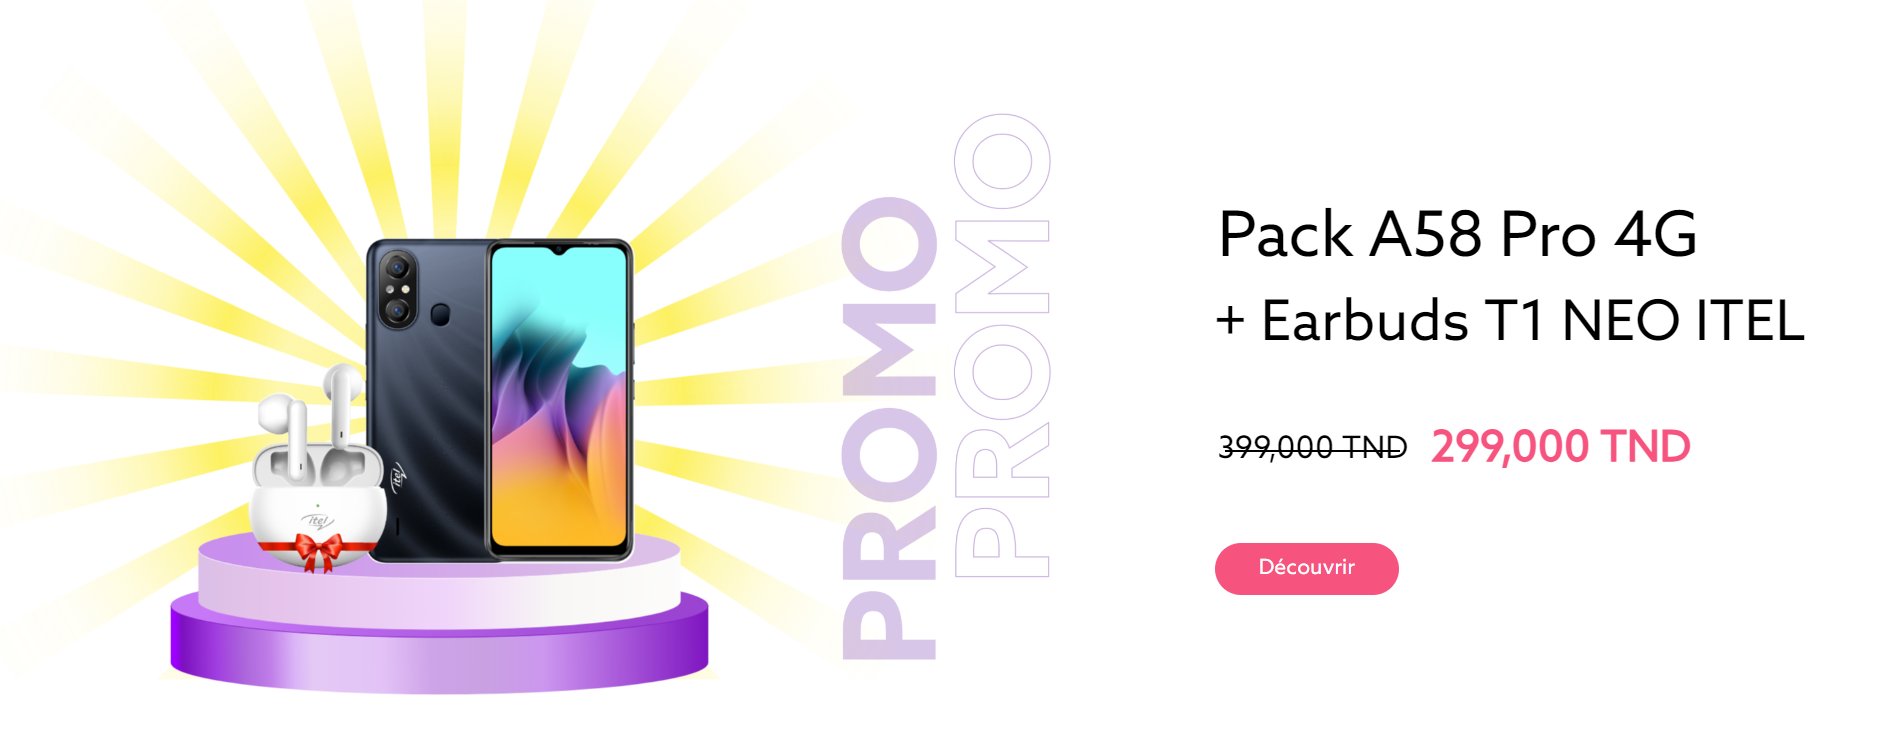 PROMO
PROMO
Pack A58 Pro 4G
+ Earbuds T1 NEO ITEL
399,000 TND 299,000 TND
Découvrir
itel
itel